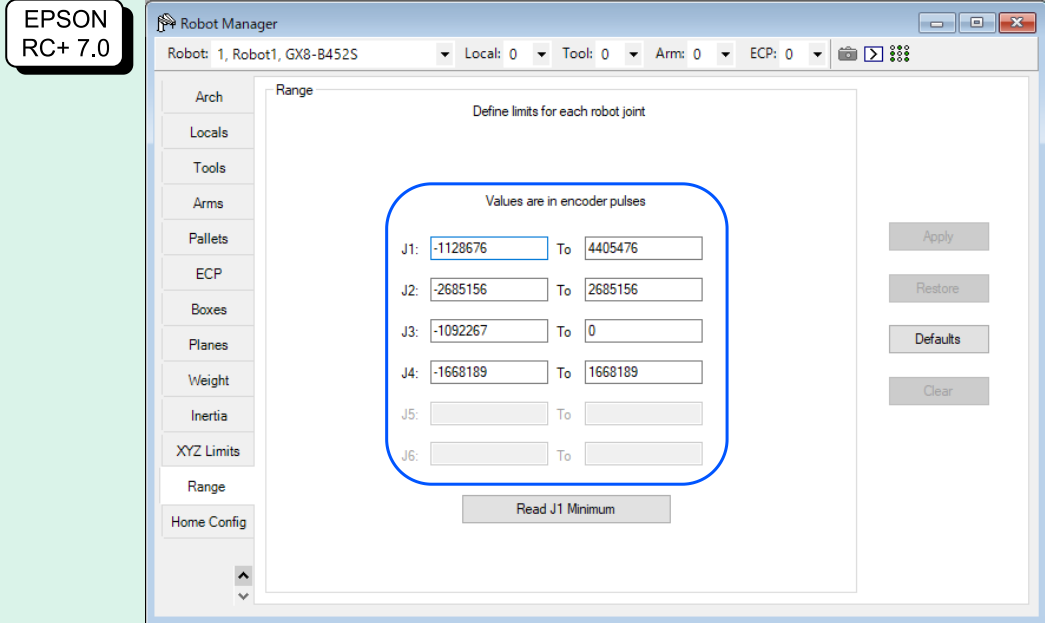 EPSON
RC+ 7.0
Robot Manager
Robot: 1, Robot1, GX8-B452S Local: 0 Tool: 0 Arm: 0 ECP: 0
Arch
Locals
Tools
Arms
Pallets
ECP
Boxes
Planes
Weight
Inertia
XYZ Limits
Range
Home Config
Range
Define limits for each robot joint
Values are in encoder pulses
J1: -1128676 To 4405476
J2: -2685156 To 2685156
J3: -1092267 To 0
J4: -1668189 To 1668189
J5: To
J6: To
Read J1 Minimum
Apply
Restore
Defaults
Clear